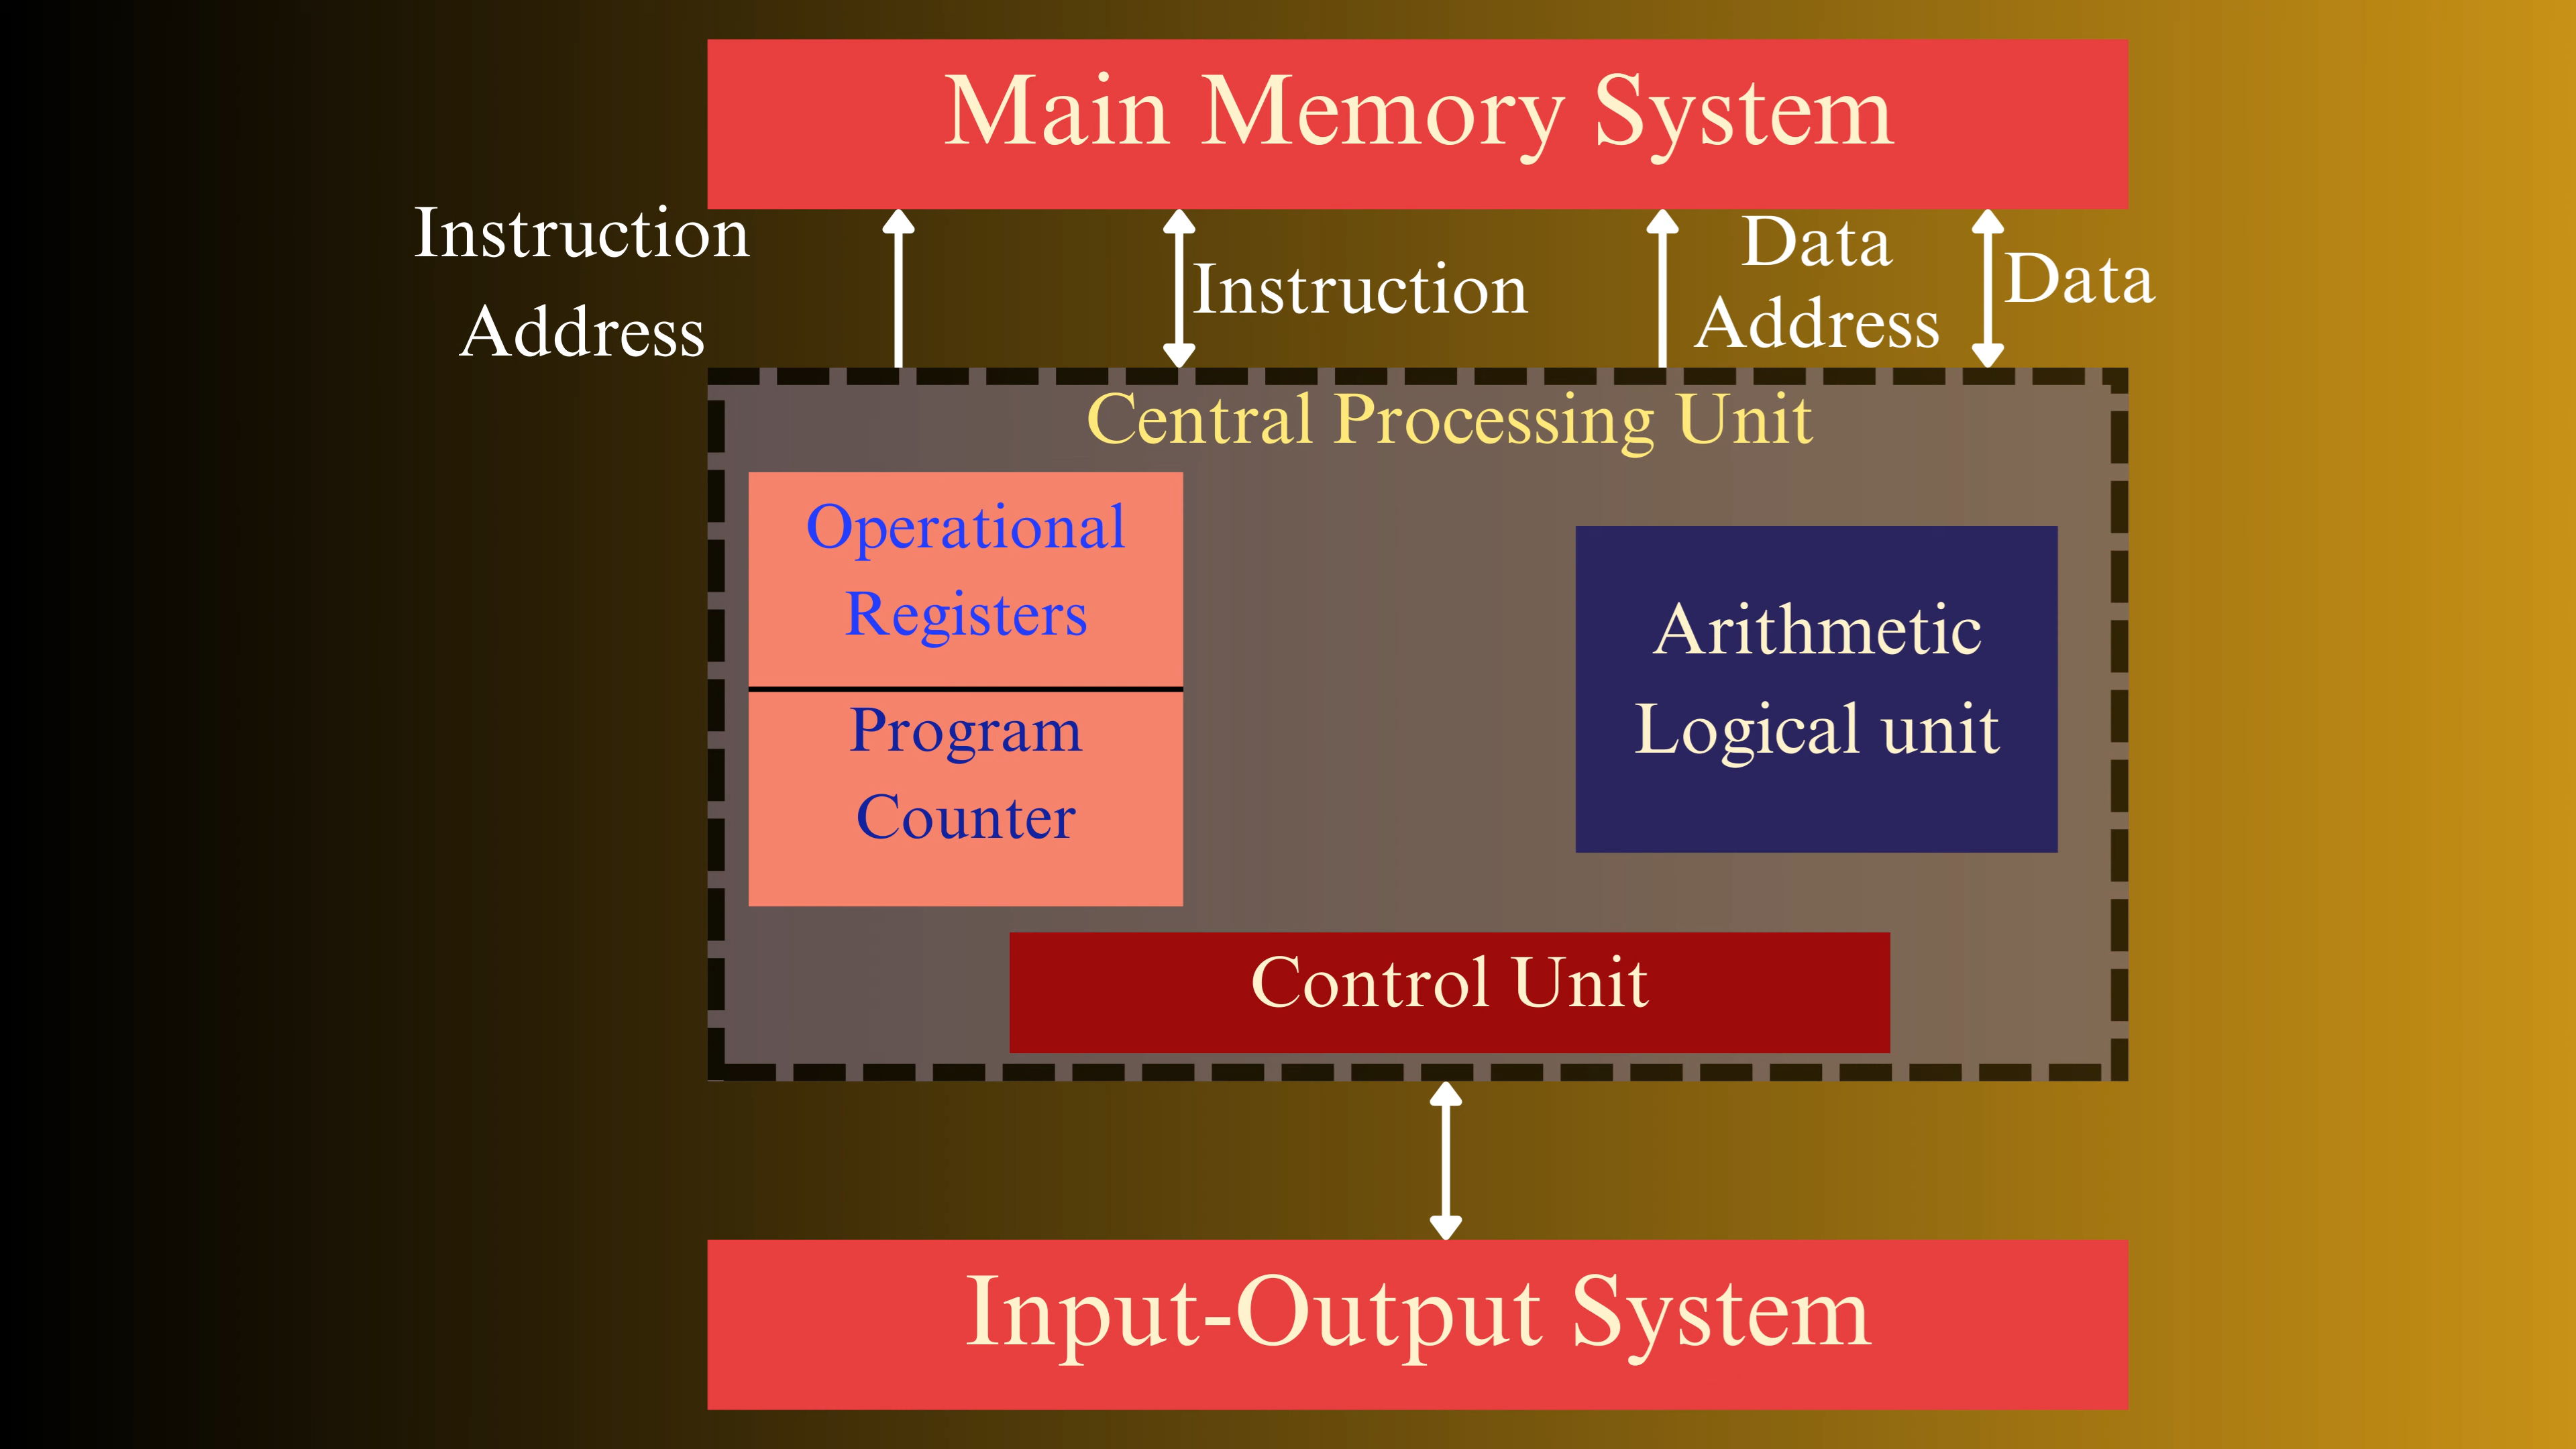 Main Memory System
Instruction
Address
Instruction
Data
Address
Data
Central Processing Unit
Operational
Registers
Program
Counter
Arithmetic
Logical unit
Control Unit
Input-Output System